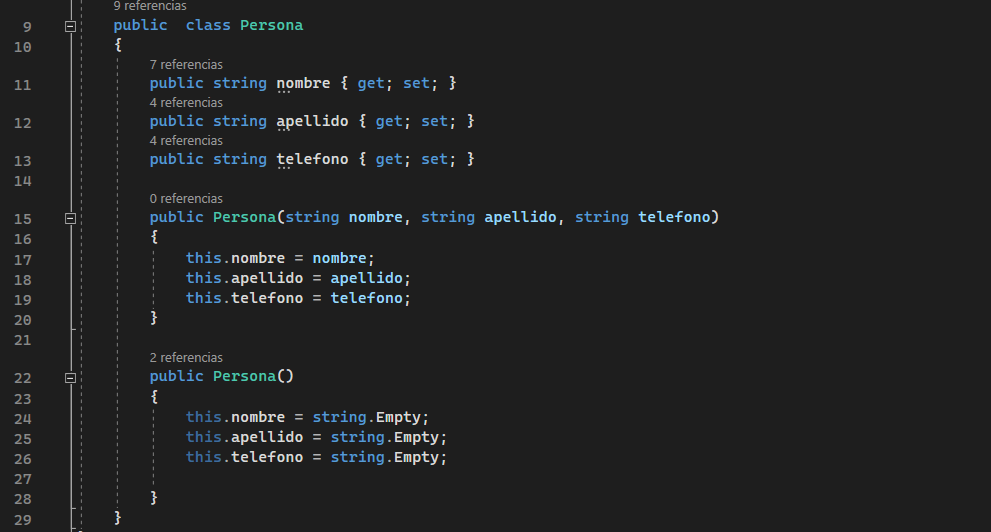 9 referencias
9 public  class Persona
10 {
7 referencias
11 public string nombre { get; set; }
4 referencias
12 public string apellido { get; set; }
4 referencias
13 public string telefono { get; set; }
14
0 referencias
15 public Persona(string nombre, string apellido, string telefono)
16 {
17 this.nombre = nombre;
18 this.apellido = apellido;
19 this.telefono = telefono;
20 }
21
2 referencias
22 public Persona()
23 {
24 this.nombre = string.Empty;
25 this.apellido = string.Empty;
26 this.telefono = string.Empty;
27
28 }
29 }